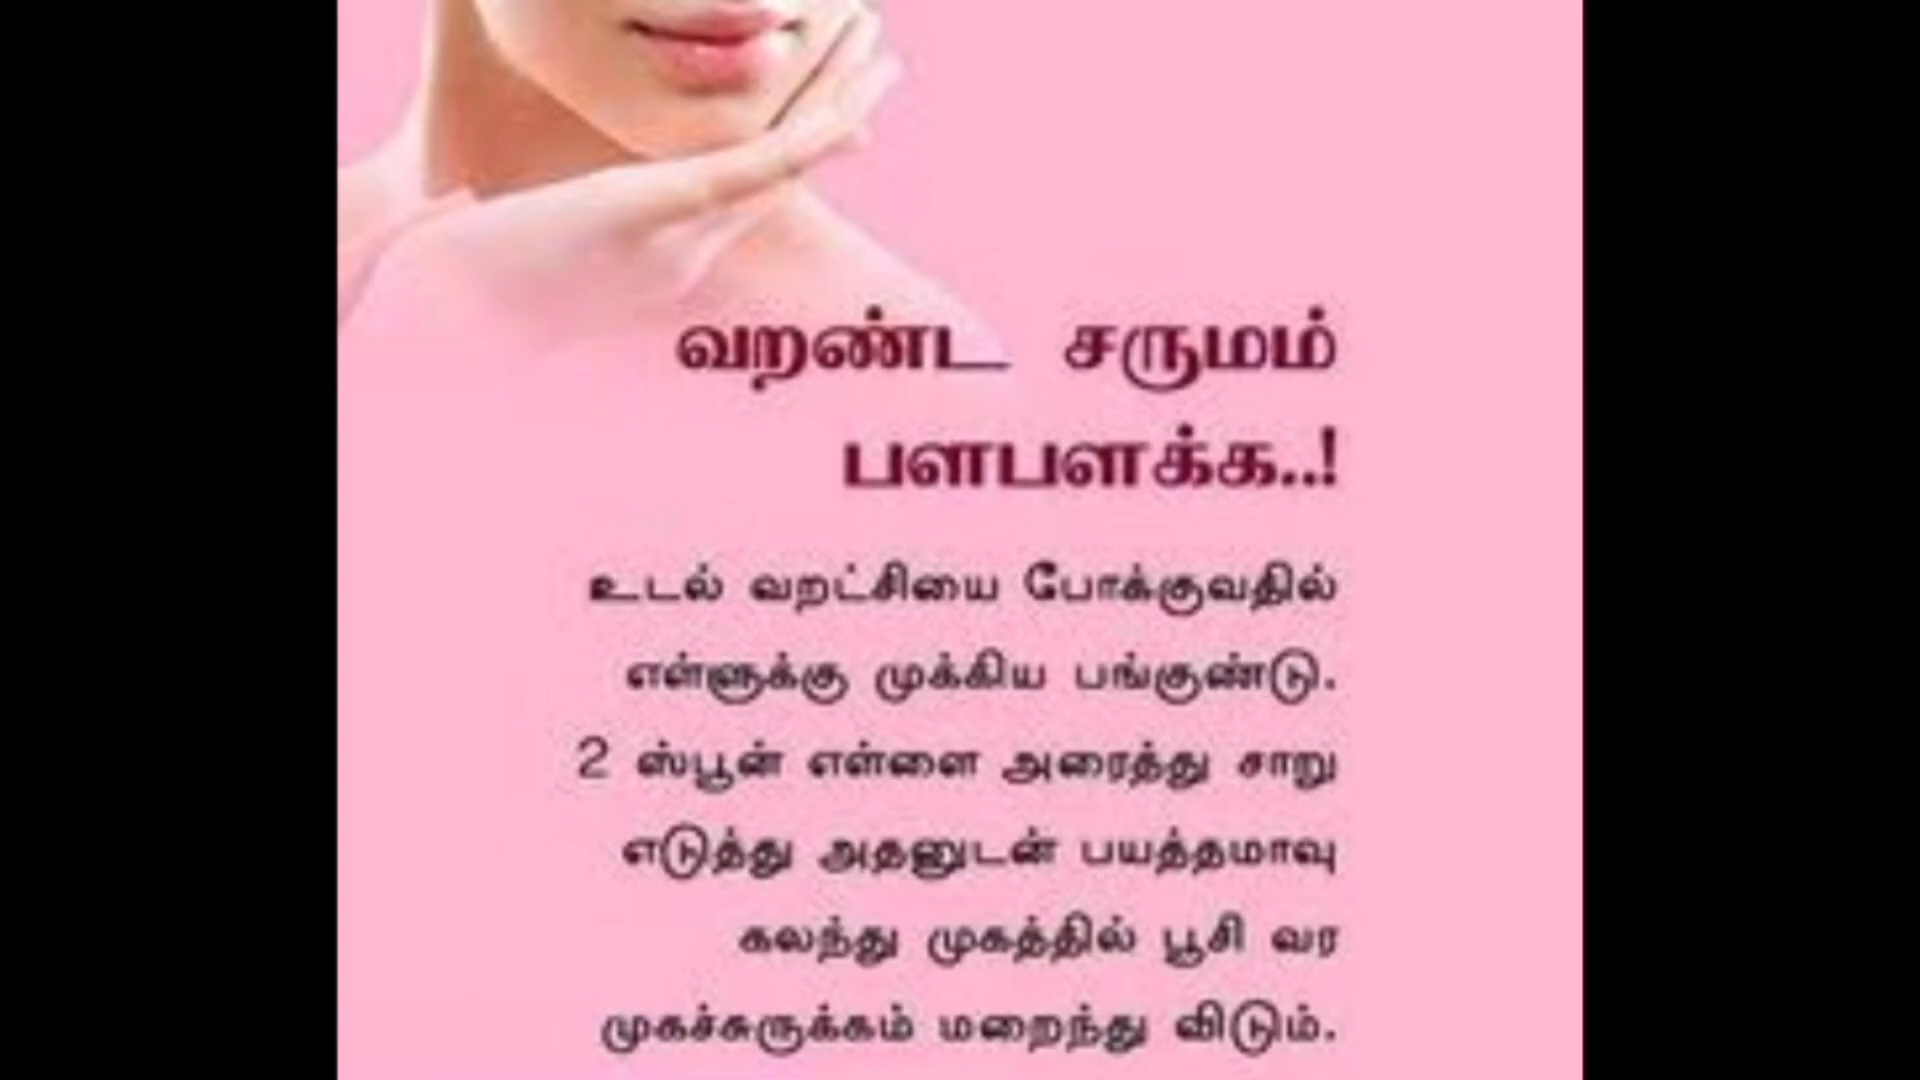 வறண்ட சருமம்
பளபளக்க..!
உடல் வறட்சியை போக்குவதில்
எள்ளுக்கு முக்கிய பங்குண்டு.
2 ஸ்பூன் எள்ளை அரைத்து சாறு
எடுத்து அதனுடன் பயத்தமாவு
கலந்து முகத்தில் பூசி வர
முகச்சுருக்கம் மறைந்து விடும்.